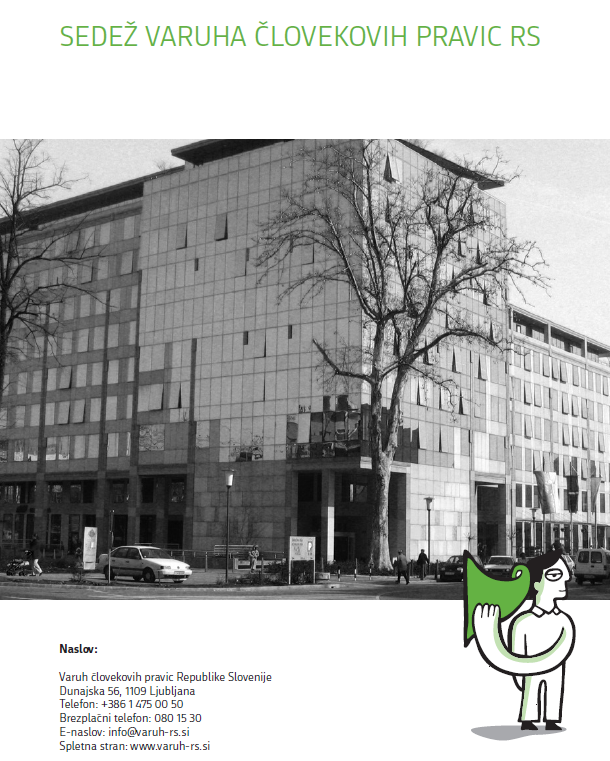 SEDEŽ VARUHA ČLOVEKOVIH PRAVIC RS
Naslov:
Varuh človekovih pravic Republike Slovenije
Dunajska 56, 1109 Ljubljana
Telefon: +386 1 475 00 50
Brezplačni telefon: 080 15 30
E-naslov: info@varuh-rs.si
Spletna stran: www.varuh-rs.si